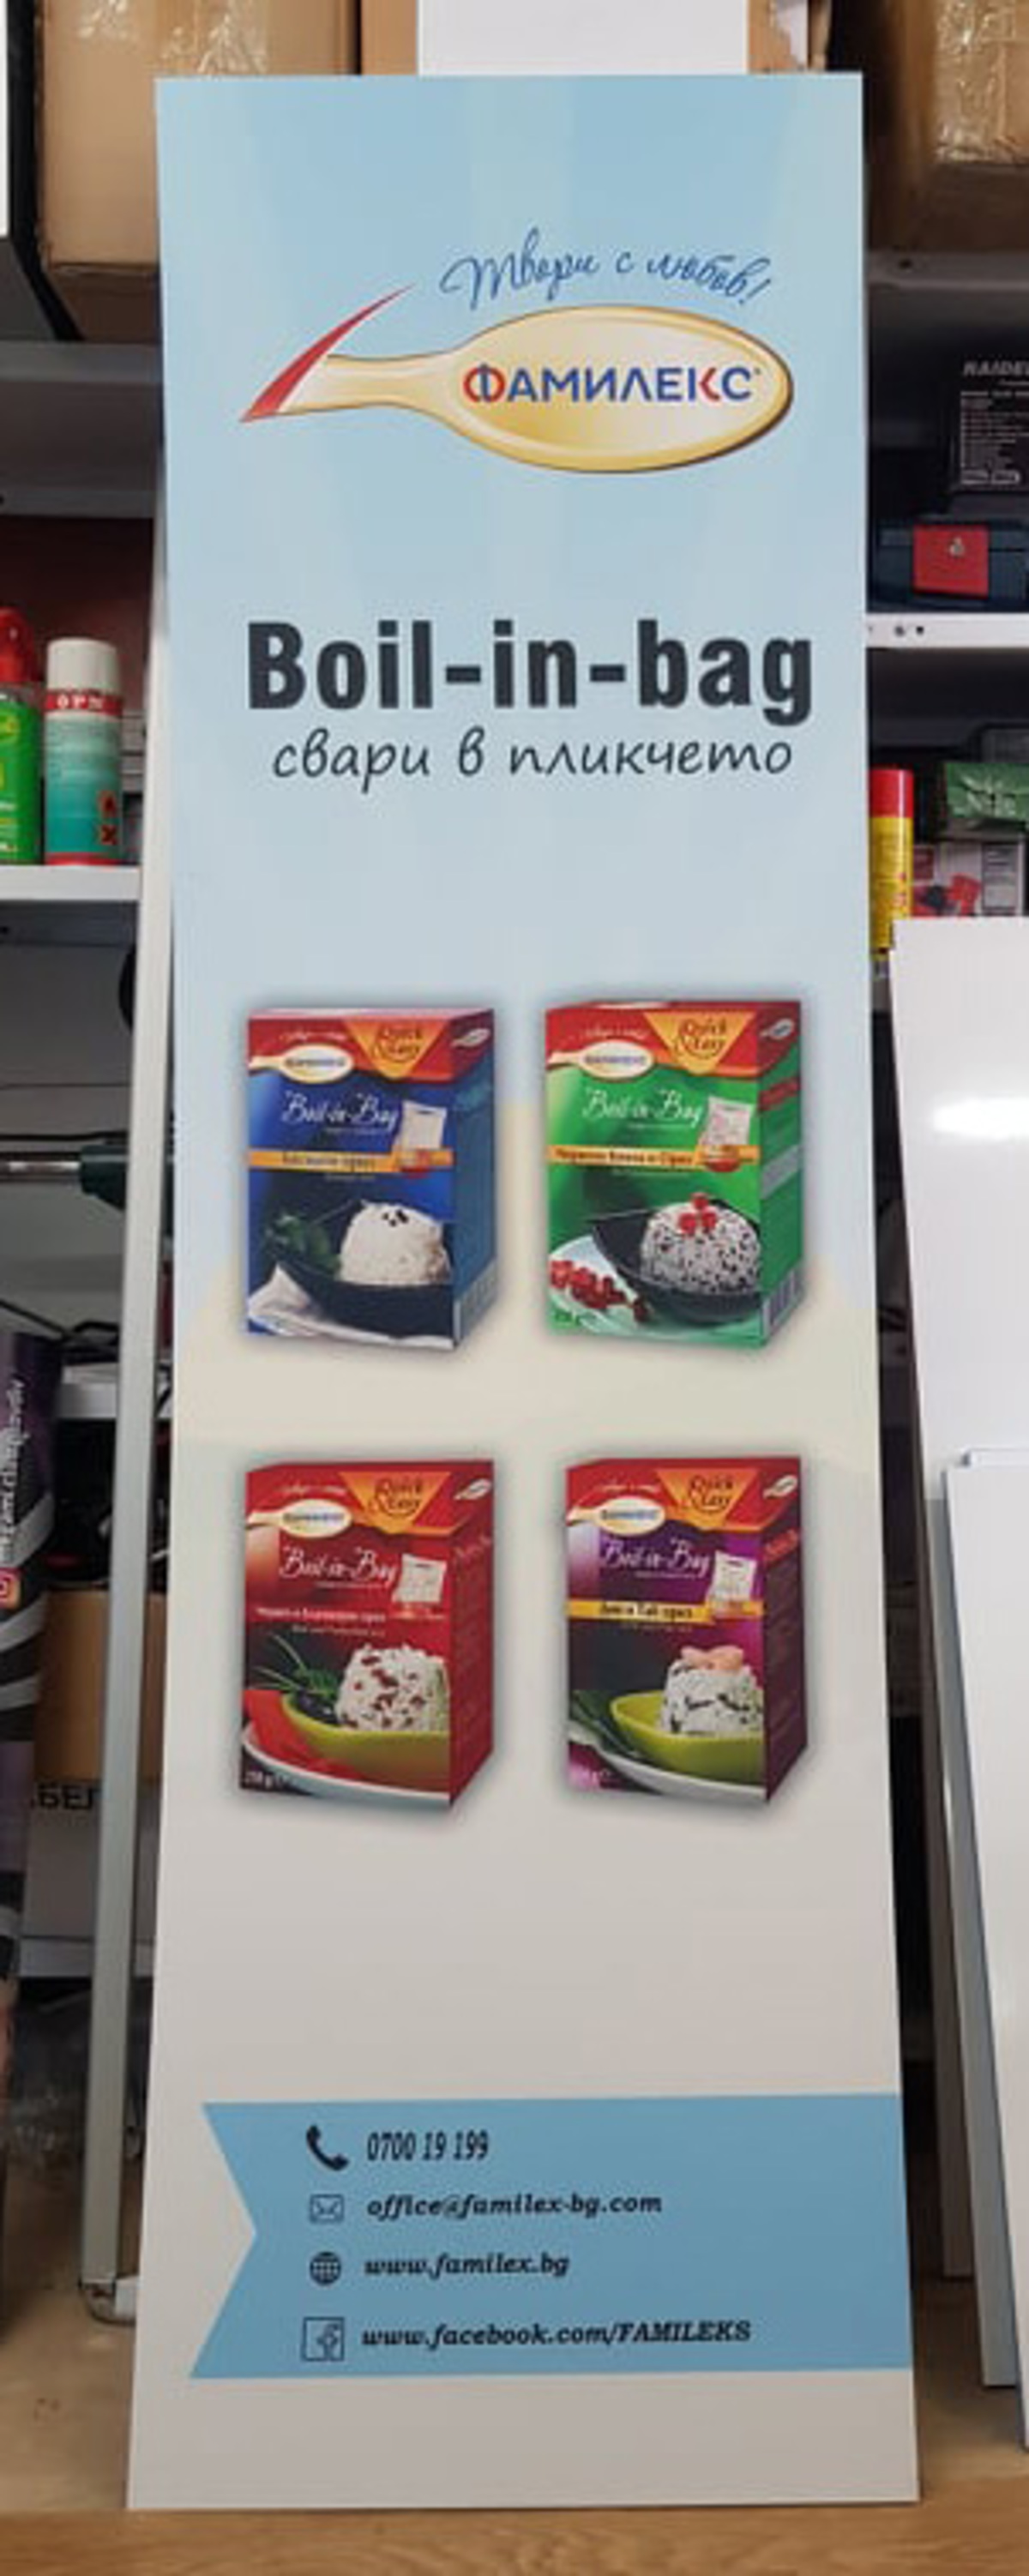 Твори с любов!
ФАМИЛЕКС
RAIDER
Boil-in-bag
свари в пликчето
Quick
& Easy
Boil-in-Bag
Quick
& Easy
Boil-in-Bag
Quick
& Easy
Boil-in-Bag
Quick
& Easy
Boil-in-Bag
0700 19 199
office@familex-bg.com
www.familex.bg
www.facebook.com/FAMILEKS